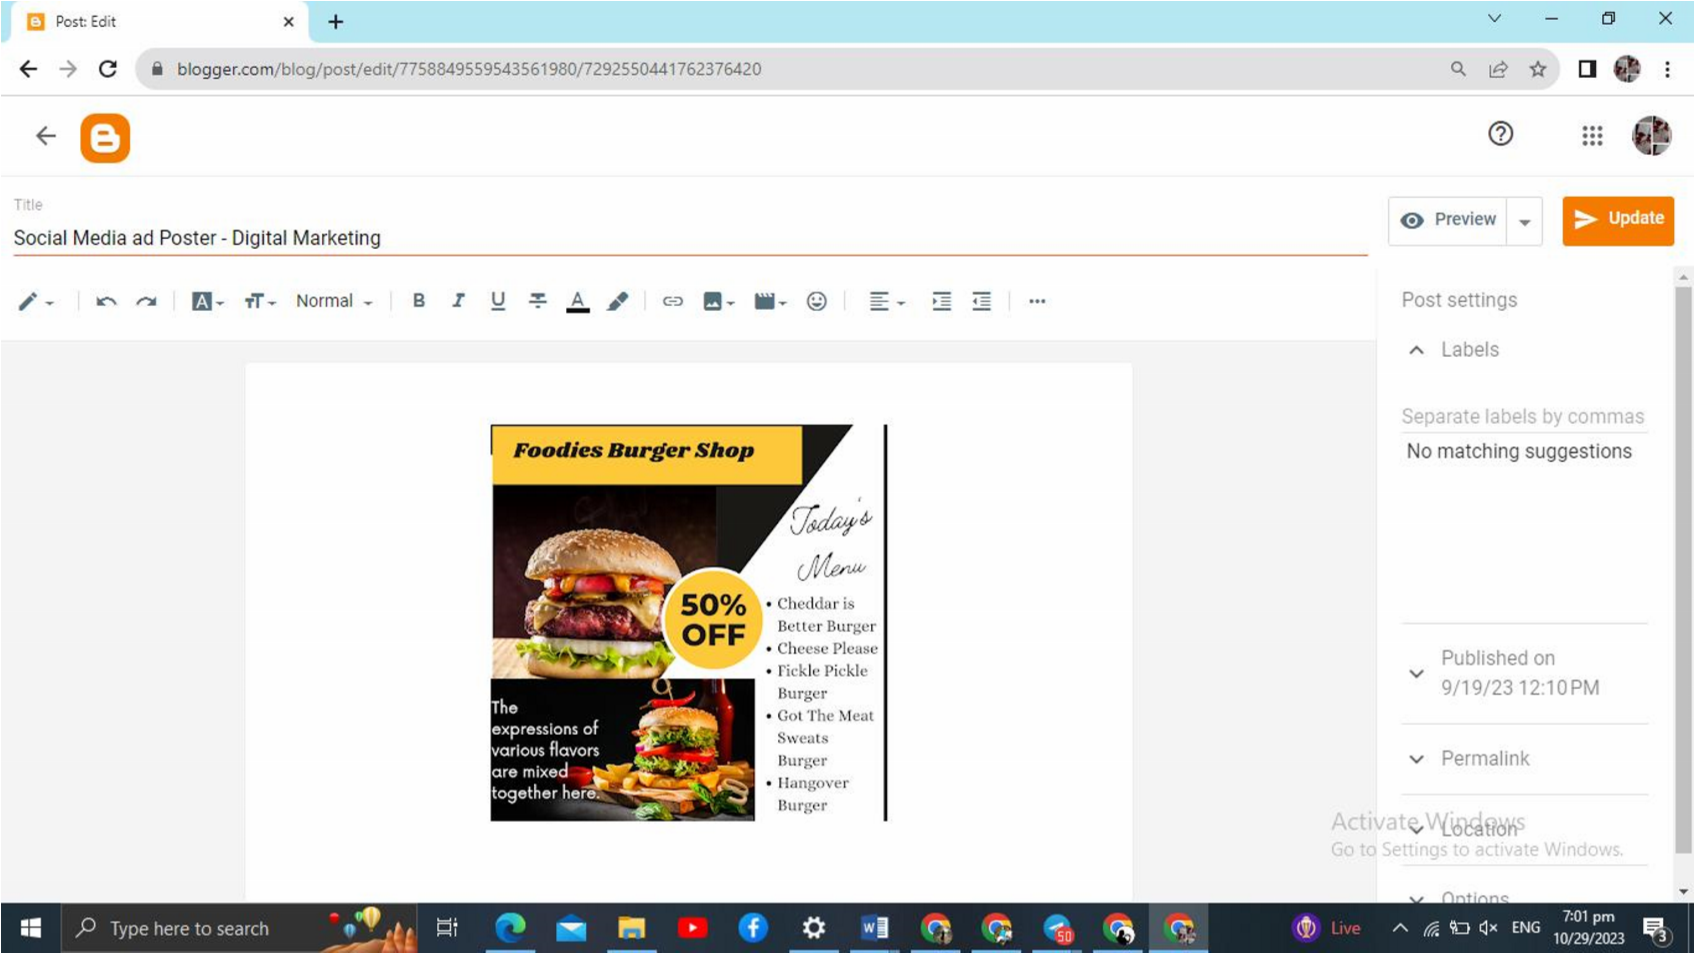 Post: Edit
blogger.com/blog/post/edit/7758849559543561980/7292550441762376420
Title
Social Media ad Poster - Digital Marketing
Preview
Update
Normal
B I U A
Post settings
Labels
Separate labels by commas
No matching suggestions
Published on
9/19/23 12:10 PM
Permalink
Location
Options
Foodies Burger Shop
Today's
Menu
50%
OFF
• Cheddar is
Better Burger
• Cheese Please
• Fickle Pickle
Burger
• Got The Meat
Sweats
Burger
• Hangover
Burger
The
expressions of
various flavors
are mixed
together here.
Activate Windows
Go to Settings to activate Windows.
Type here to search
50
Live
ENG
7:01 pm
10/29/2023
3